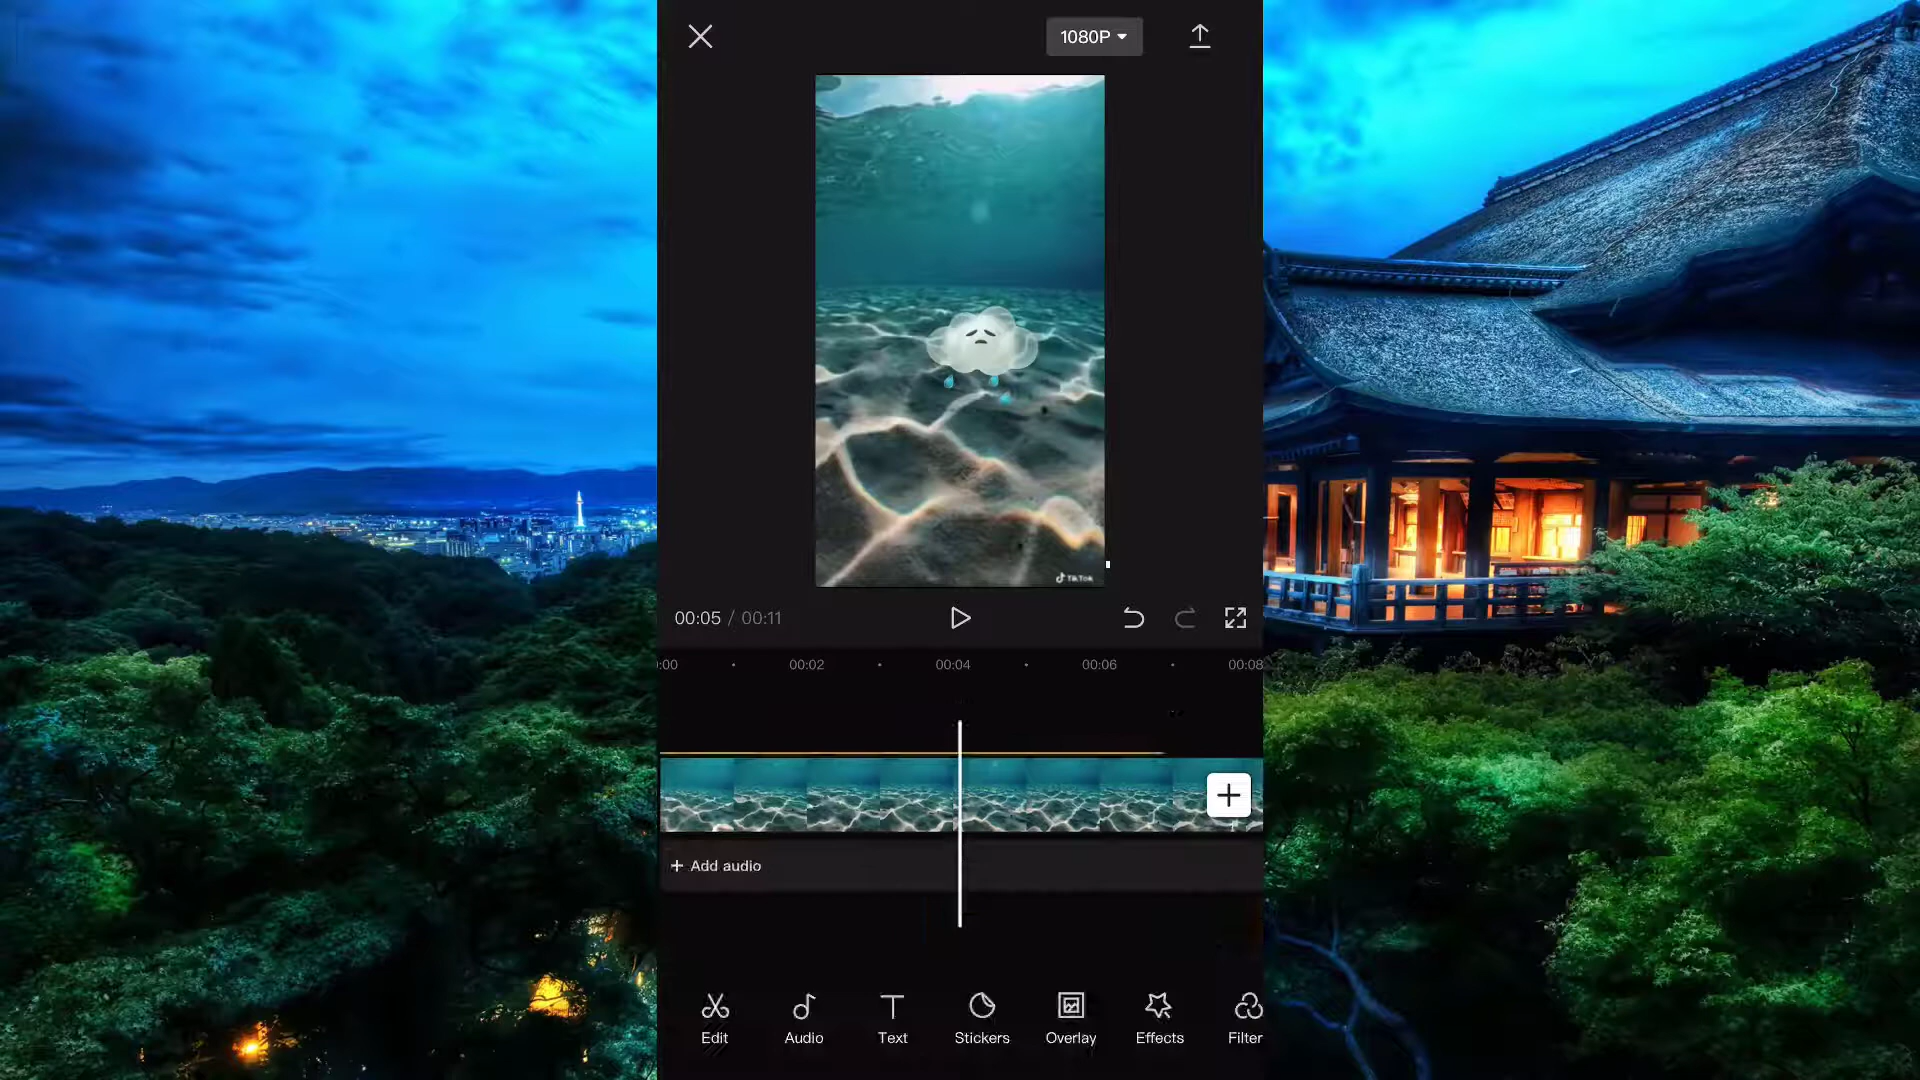 1080P
TikTok
00:05 / 00:11
:00 00:02 00:04 00:06 00:08
+ Add audio
Edit Audio Text Stickers Overlay Effects Filter